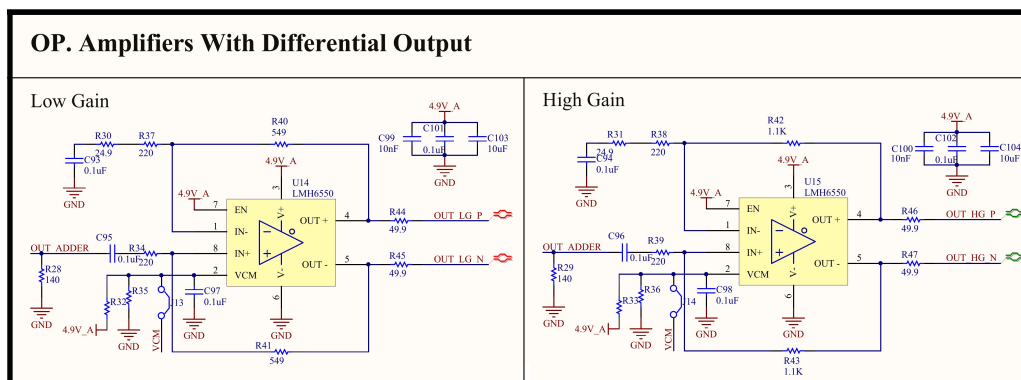 OP. Amplifiers With Differential Output
Low Gain
R30
24.9
R37
220
R40
549
C93
0.1uF
GND
4.9V_A
C99
10nF
C101
0.1uF
C103
10uF
GND
4.9V_A
4.9V_A
U14
LMH6550
3
7
1
8
2
EN
IN-
IN+
VCM
V+
V-
OUT +
OUT -
4
5
6
R44
49.9
OUT_LG_P
R45
49.9
OUT_LG_N
OUT_ADDER
C95
0.1uF
R34
220
R28
140
GND
R32
R35
4.9V_A
GND
J13
VCM
C97
0.1uF
GND
GND
R41
549
High Gain
R31
24.9
R38
220
R42
1.1K
C94
0.1uF
GND
4.9V_A
C100
10nF
C102
0.1uF
C104
10uF
GND
4.9V_A
4.9V_A
U15
LMH6550
3
7
1
8
2
EN
IN-
IN+
VCM
V+
V-
OUT +
OUT -
4
5
6
R46
49.9
OUT_HG_P
R47
49.9
OUT_HG_N
OUT_ADDER
C96
0.1uF
R39
220
R29
140
GND
R33
R36
4.9V_A
GND
J14
VCM
C98
0.1uF
GND
GND
R43
1.1K